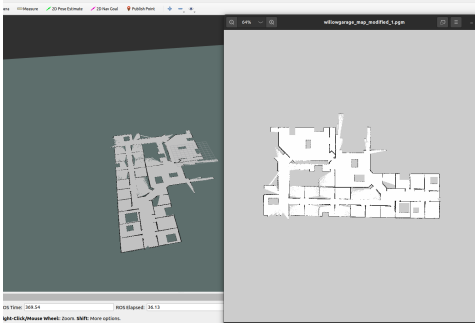 Measure 2D Pose Estimate 2D Nav Goal Publish Point
64% willowgarage_map_modified_1.pgm
OS Time: 369.54 ROS Elapsed: 36.13
ight-Click/Mouse Wheel: Zoom. Shift: More options.